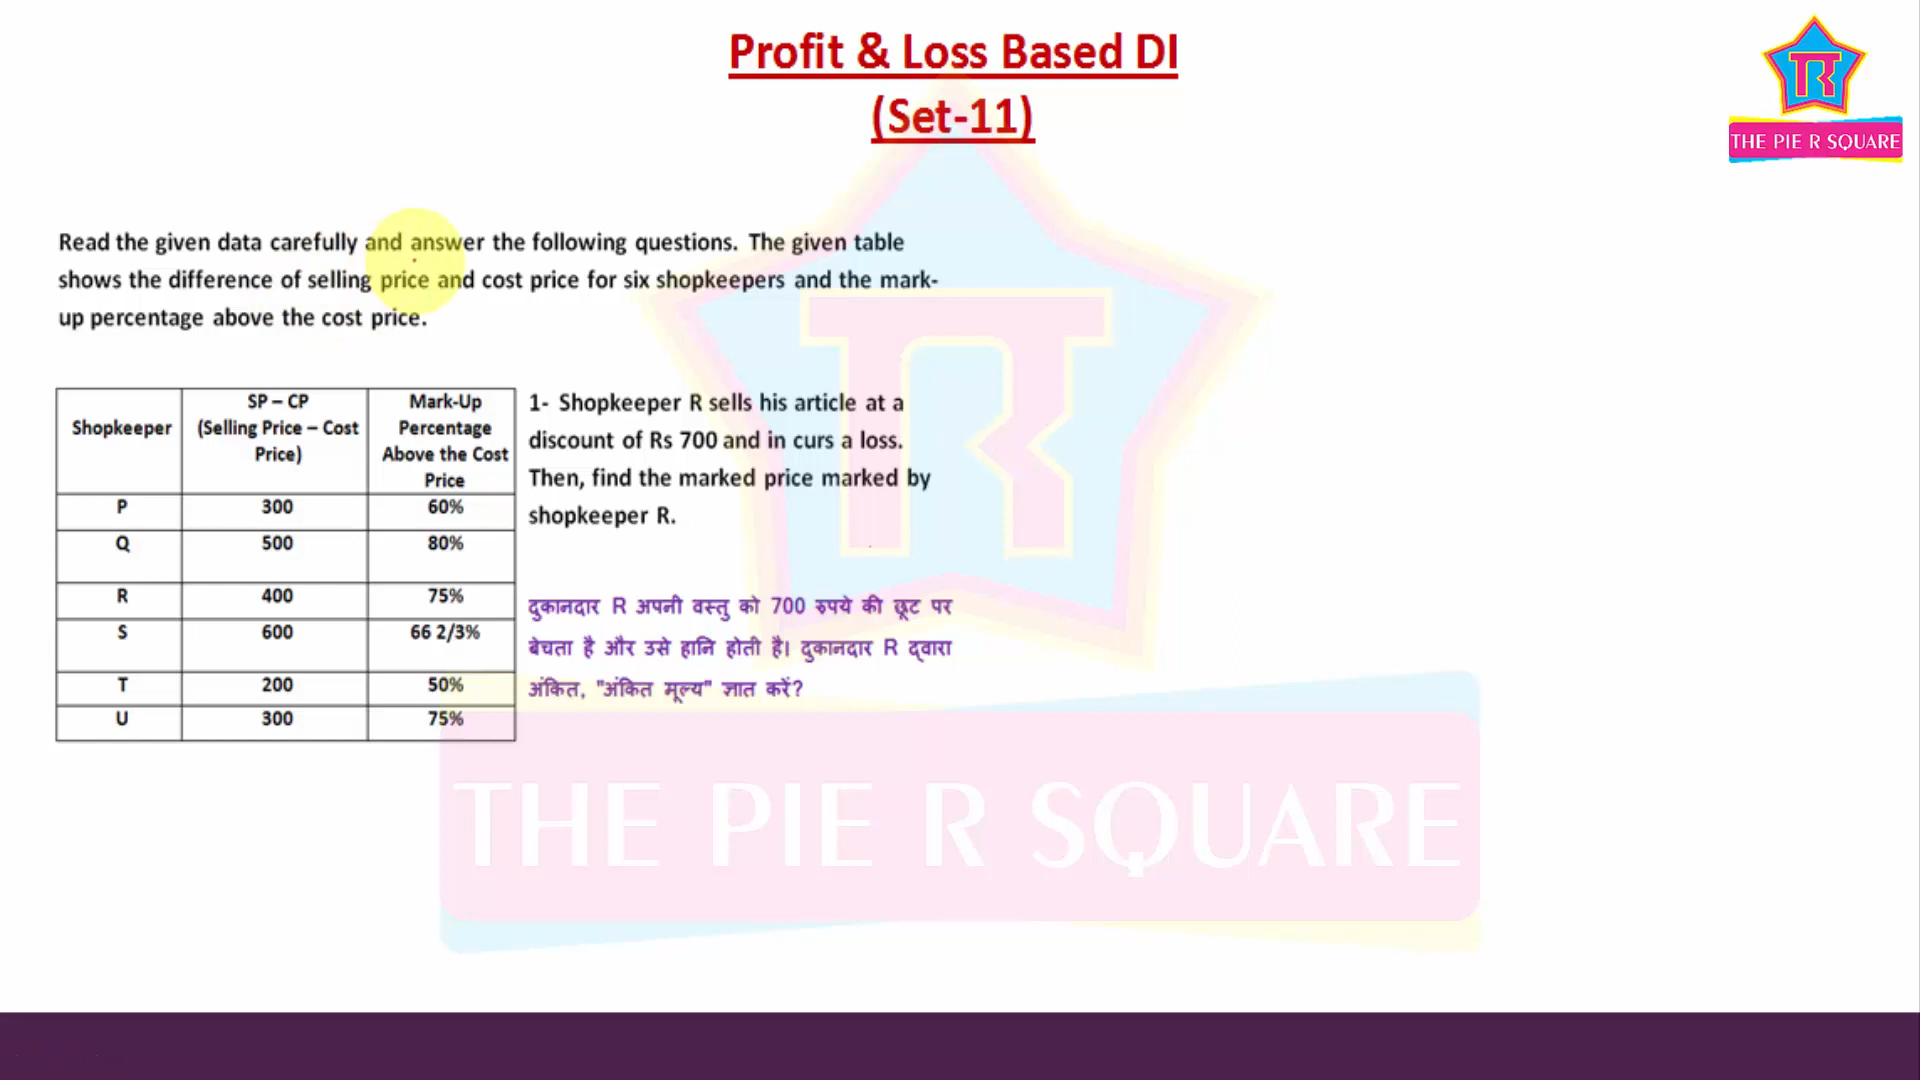 Profit & Loss Based DI
(Set-11)
THE PIE R SQUARE
Read the given data carefully and answer the following questions. The given table
shows the difference of selling price and cost price for six shopkeepers and the mark-
up percentage above the cost price.
Shopkeeper
SP – CP
(Selling Price – Cost
Price)
Mark-Up
Percentage
Above the Cost
Price
P 300 60%
Q 500 80%
R 400 75%
S 600 66 2/3%
T 200 50%
U 300 75%
1- Shopkeeper R sells his article at a
discount of Rs 700 and in curs a loss.
Then, find the marked price marked by
shopkeeper R.
दुकानदार R अपनी वस्तु को 700 रुपये की छूट पर
बेचता है और उसे हानि होती है। दुकानदार R द्वारा
अंकित, "अंकित मूल्य" ज्ञात करें?
THE PIE R SQUARE